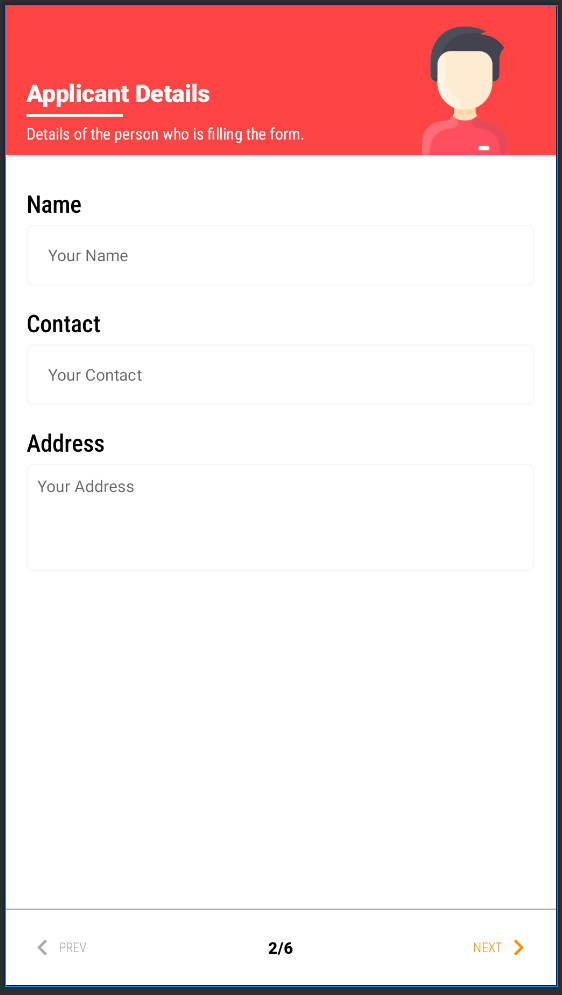 Applicant Details
Details of the person who is filling the form.
Name
Your Name
Contact
Your Contact
Address
Your Address
PREV 2/6 NEXT